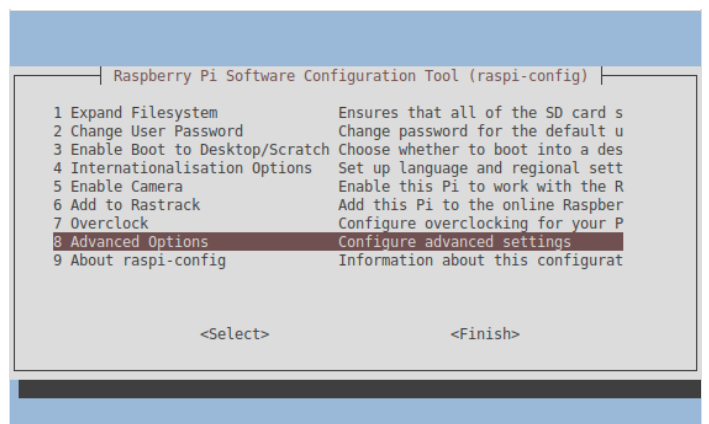 Raspberry Pi Software Configuration Tool (raspi-config)
1 Expand Filesystem Ensures that all of the SD card s
2 Change User Password Change password for the default u
3 Enable Boot to Desktop/Scratch Choose whether to boot into a des
4 Internationalisation Options Set up language and regional sett
5 Enable Camera Enable this Pi to work with the R
6 Add to Rastrack Add this Pi to the online Raspber
7 Overclock Configure overclocking for your P
8 Advanced Options Configure advanced settings
9 About raspi-config Information about this configurat
<Select> <Finish>